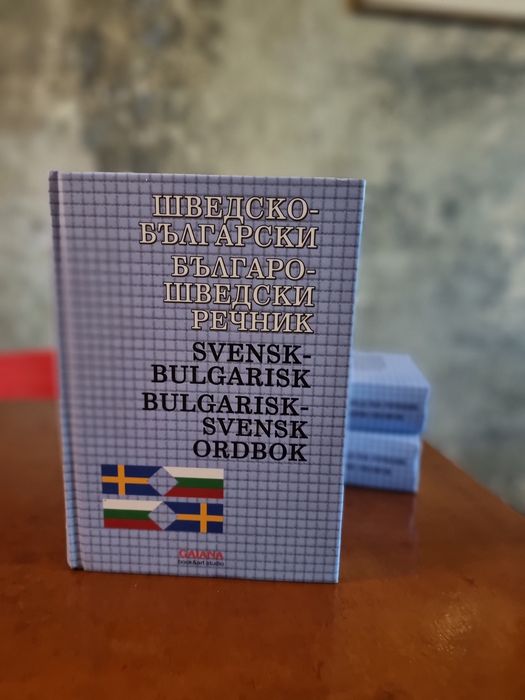 ШВЕДСКО-
БЪЛГАРСКИ
БЪЛГАРО-
ШВЕДСКИ
РЕЧНИК
SVENSK-
BULGARISK
BULGARISK-
SVENSK
ORDBOK
GAIANA
book&art studio